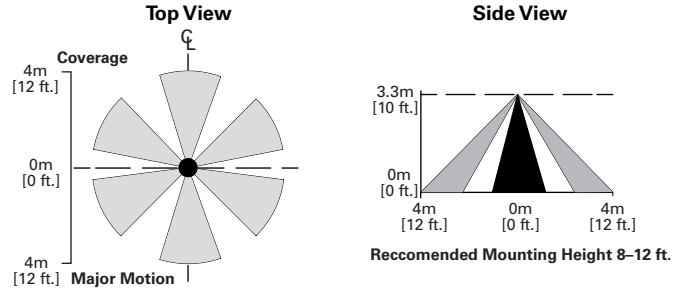 Top View
℄
Coverage
4m
[12 ft.]
0m
[0 ft.]
4m
[12 ft.]
Major Motion
Side View
3.3m
[10 ft.]
0m
[0 ft.]
4m
[12 ft.]
0m
[0 ft.]
4m
[12 ft.]
Reccomended Mounting Height 8–12 ft.